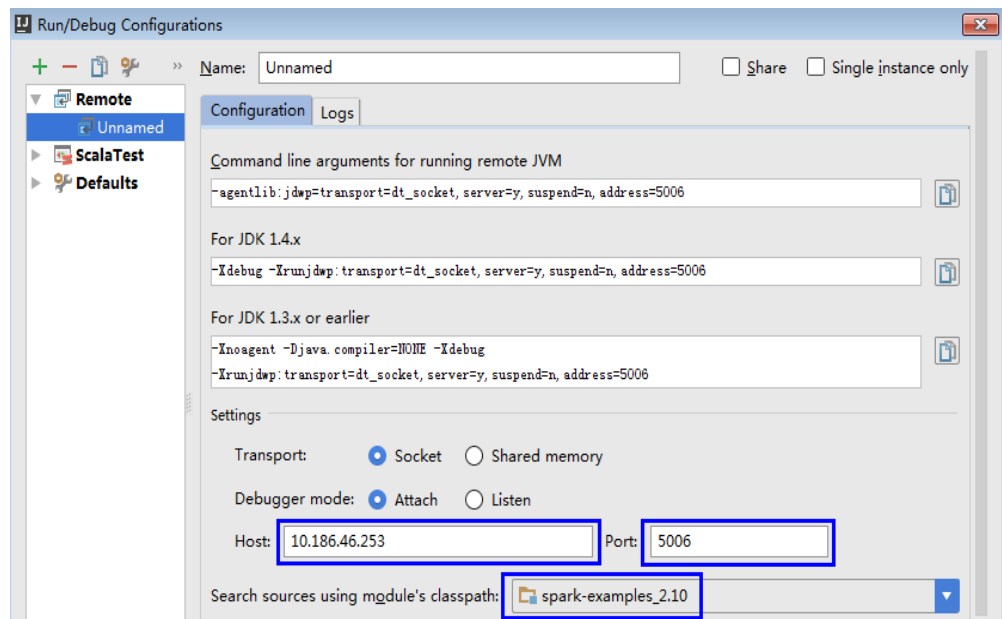 Run/Debug Configurations
Name: Unnamed
Share
Single instance only
Remote
Unnamed
ScalaTest
Defaults
Configuration
Logs
Command line arguments for running remote JVM
-agentlib:jdwp=transport=dt_socket, server=y, suspend=n, address=5006
For JDK 1.4.x
-Xdebug -Xrunjdwp:transport=dt_socket, server=y, suspend=n, address=5006
For JDK 1.3.x or earlier
-Xnoagent -Djava.compiler=NONE -Xdebug
-Xrunjdwp:transport=dt_socket, server=y, suspend=n, address=5006
Settings
Transport: Socket Shared memory
Debugger mode: Attach Listen
Host: 10.186.46.253 Port: 5006
Search sources using module's classpath: spark-examples_2.10